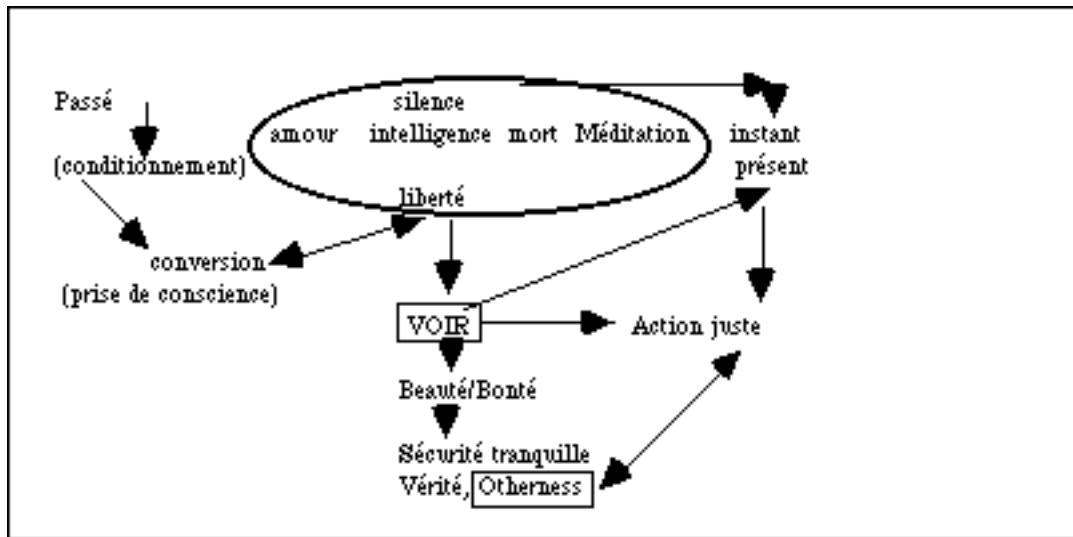 Passé
silence
amour intelligence mort Méditation
instant
présent
(conditionnement)
liberté
conversion
(prise de conscience)
VOIR
Action juste
Beauté/Bonté
Sécurité tranquille
Vérité, Otherness